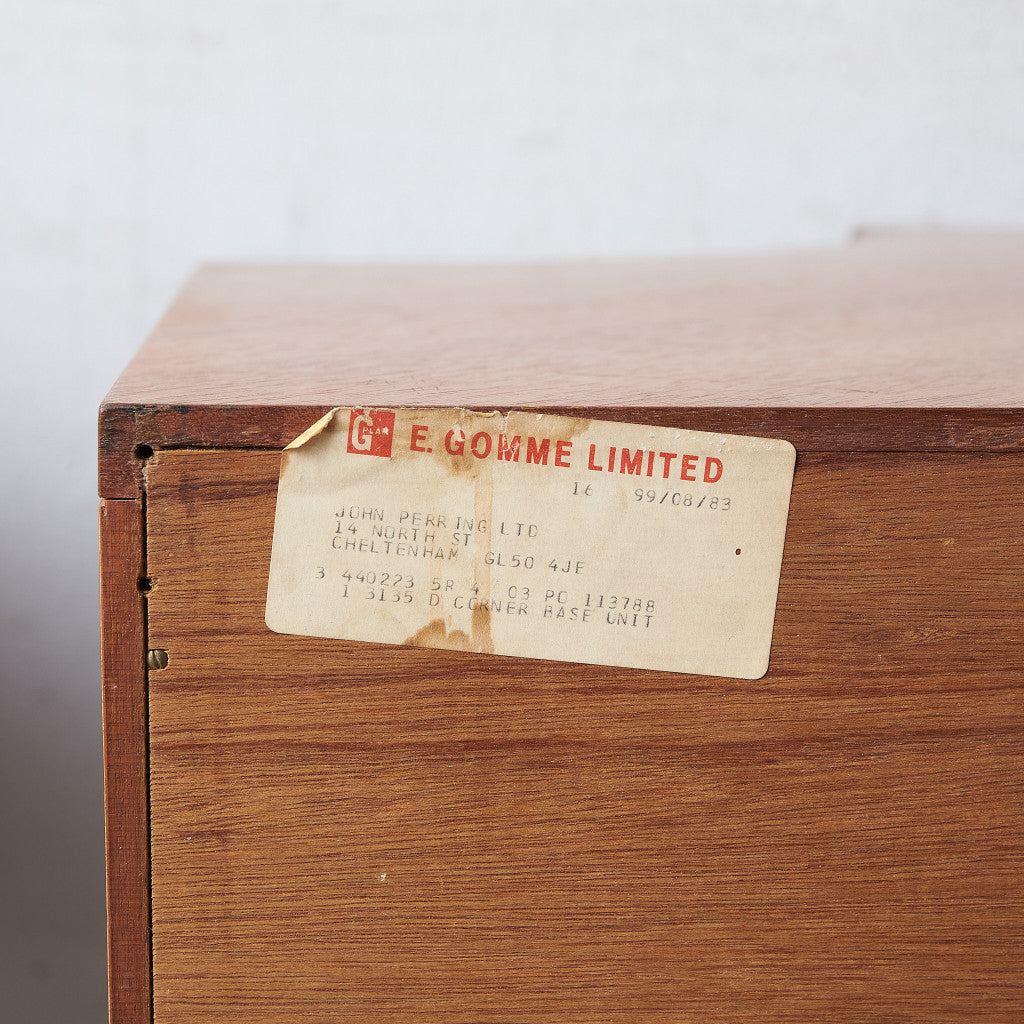 G PLAN E. GOMME LIMITED
16 99/08/83
JOHN PERRING LTD
14 NORTH ST
CHELTENHAM GL50 4JE
3 440223 5R 4 03 PO 113788
1 3135 D CORNER BASE UNIT